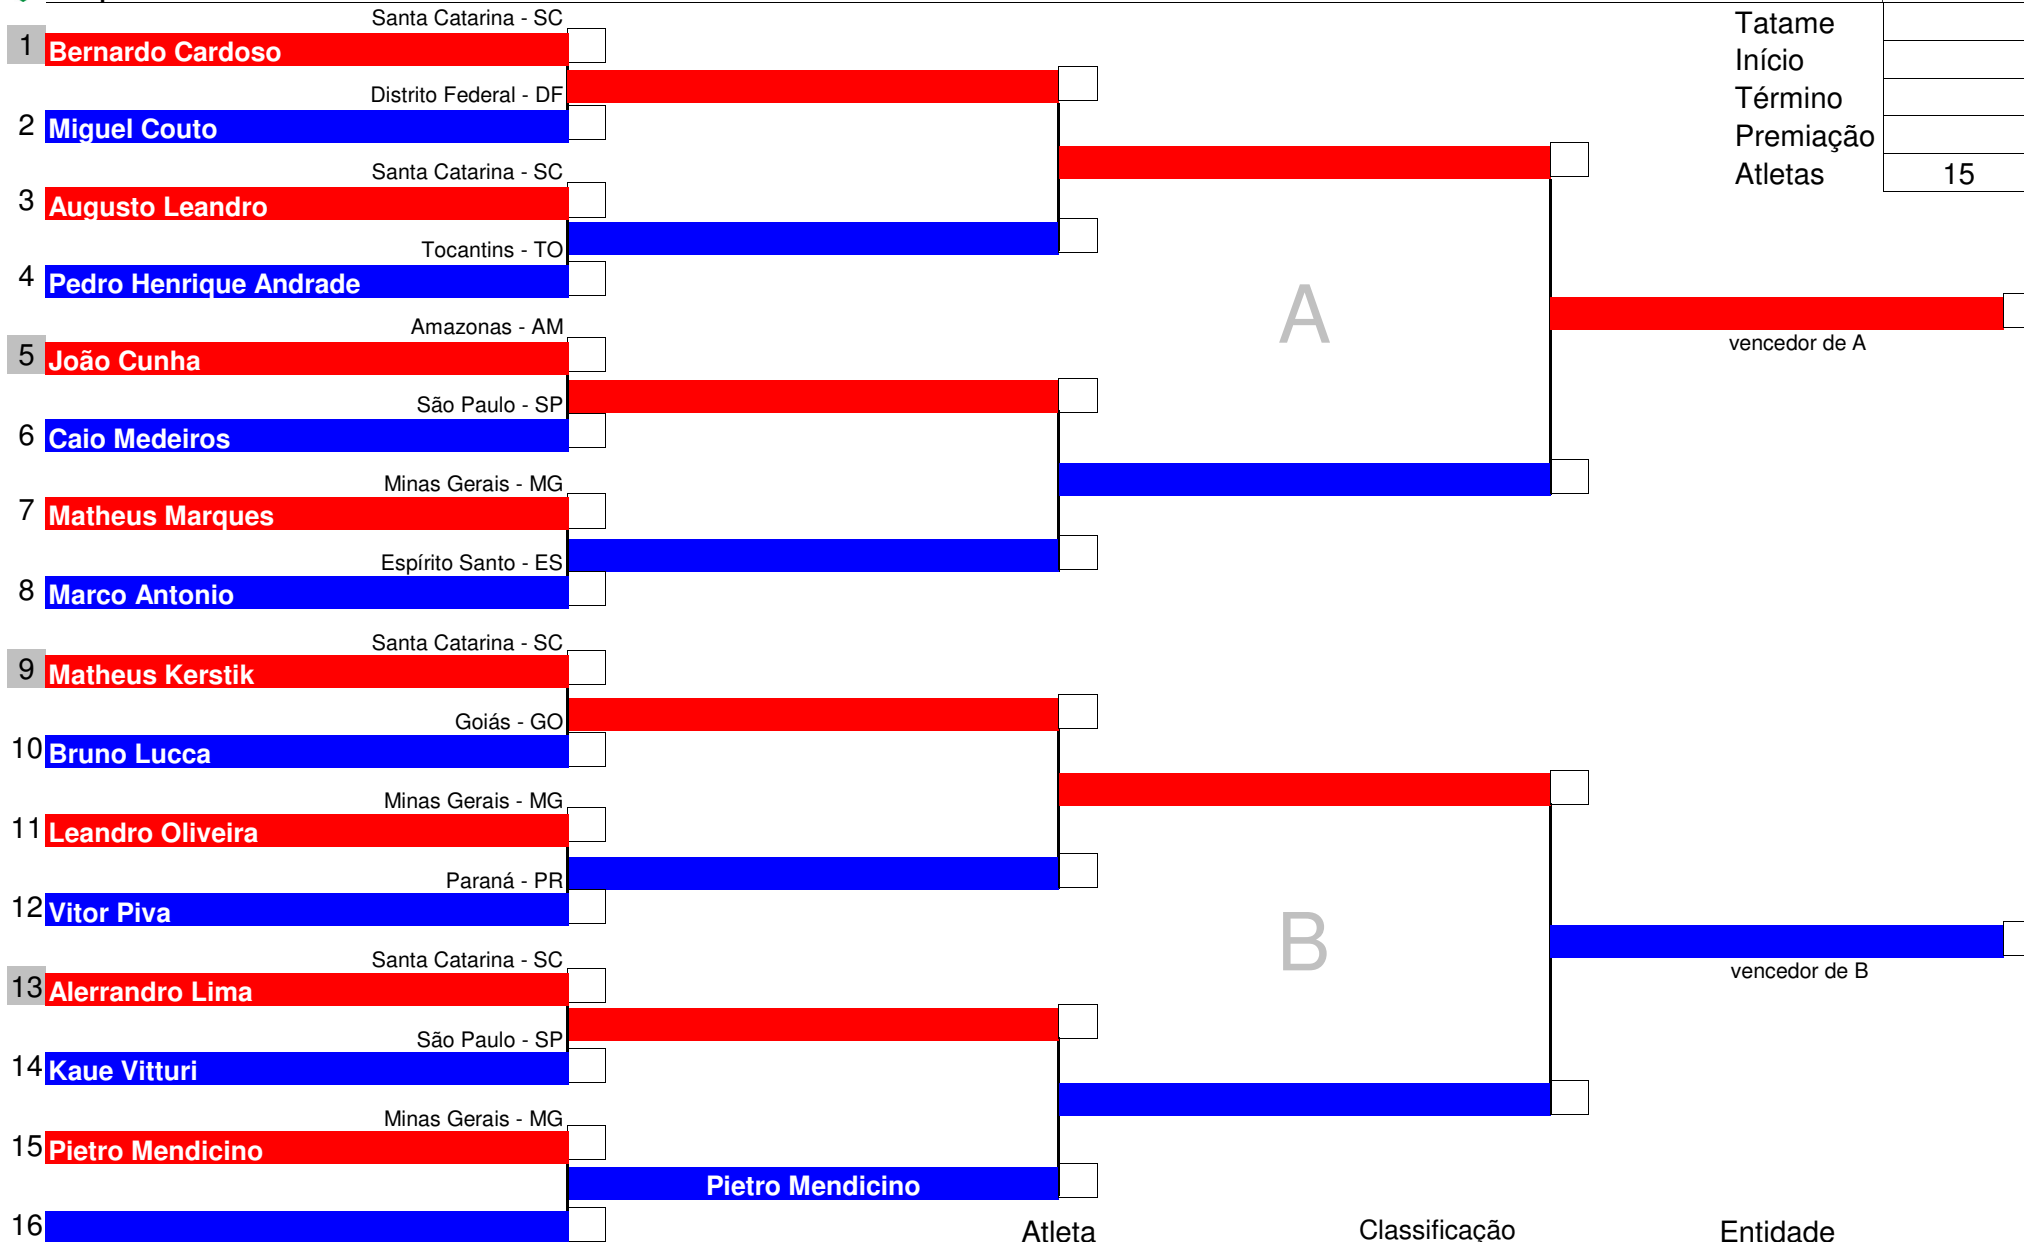 Santa Catarina - SC
1 Bernardo Cardoso
Distrito Federal - DF
2 Miguel Couto
Santa Catarina - SC
3 Augusto Leandro
Tocantins - TO
4 Pedro Henrique Andrade
Amazonas - AM
5 João Cunha
São Paulo - SP
6 Caio Medeiros
Minas Gerais - MG
7 Matheus Marques
Espírito Santo - ES
8 Marco Antonio
Santa Catarina - SC
9 Matheus Kerstik
Goiás - GO
10 Bruno Lucca
Minas Gerais - MG
11 Leandro Oliveira
Paraná - PR
12 Vitor Piva
Santa Catarina - SC
13 Alerrandro Lima
São Paulo - SP
14 Kaue Vitturi
Minas Gerais - MG
15 Pietro Mendicino
16
Pietro Mendicino
A
B
vencedor de A
vencedor de B
Tatame
Início
Término
Premiação
Atletas 15
Atleta Classificação Entidade